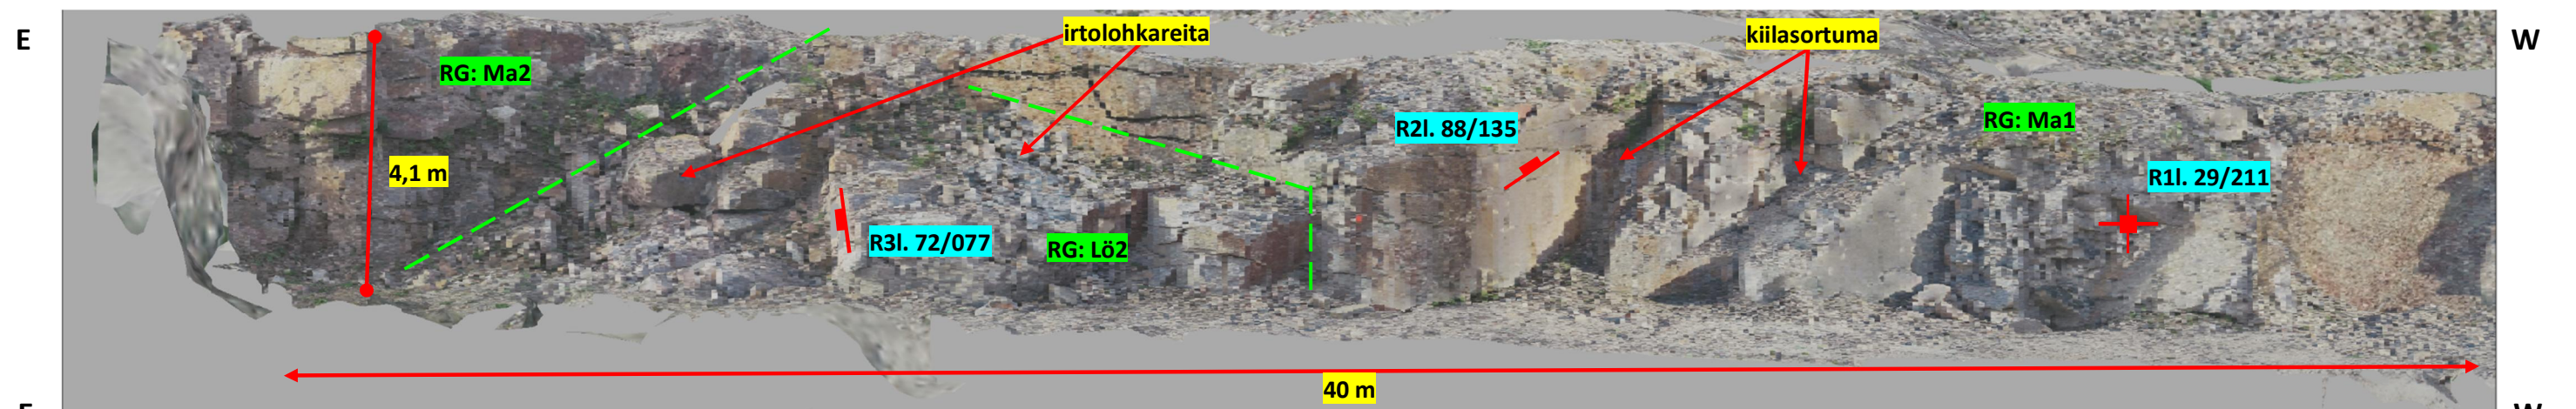 E
irtolohkareita
kiilasortuma
W
RG: Ma2
R2l. 88/135
RG: Ma1
4,1 m
R1l. 29/211
R3l. 72/077
RG: Lö2
40 m